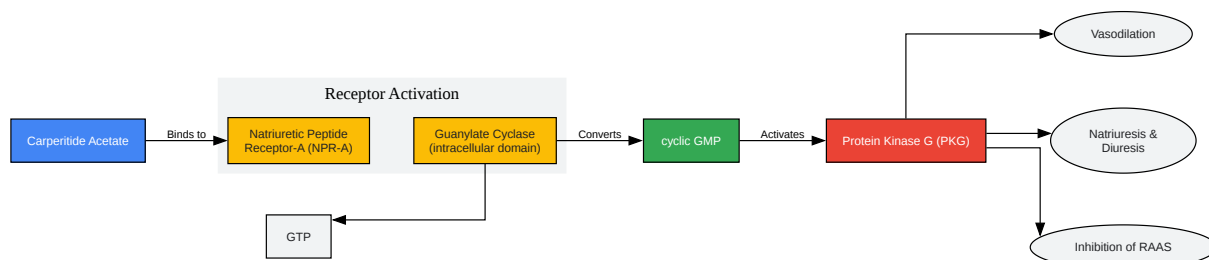 Vasodilation
Receptor Activation
Carperitide Acetate
Binds to
Natriuretic Peptide
Receptor-A (NPR-A)
Guanylate Cyclase
(intracellular domain)
Converts
cyclic GMP
Activates
Protein Kinase G (PKG)
Natriuresis &
Diuresis
GTP
Inhibition of RAAS